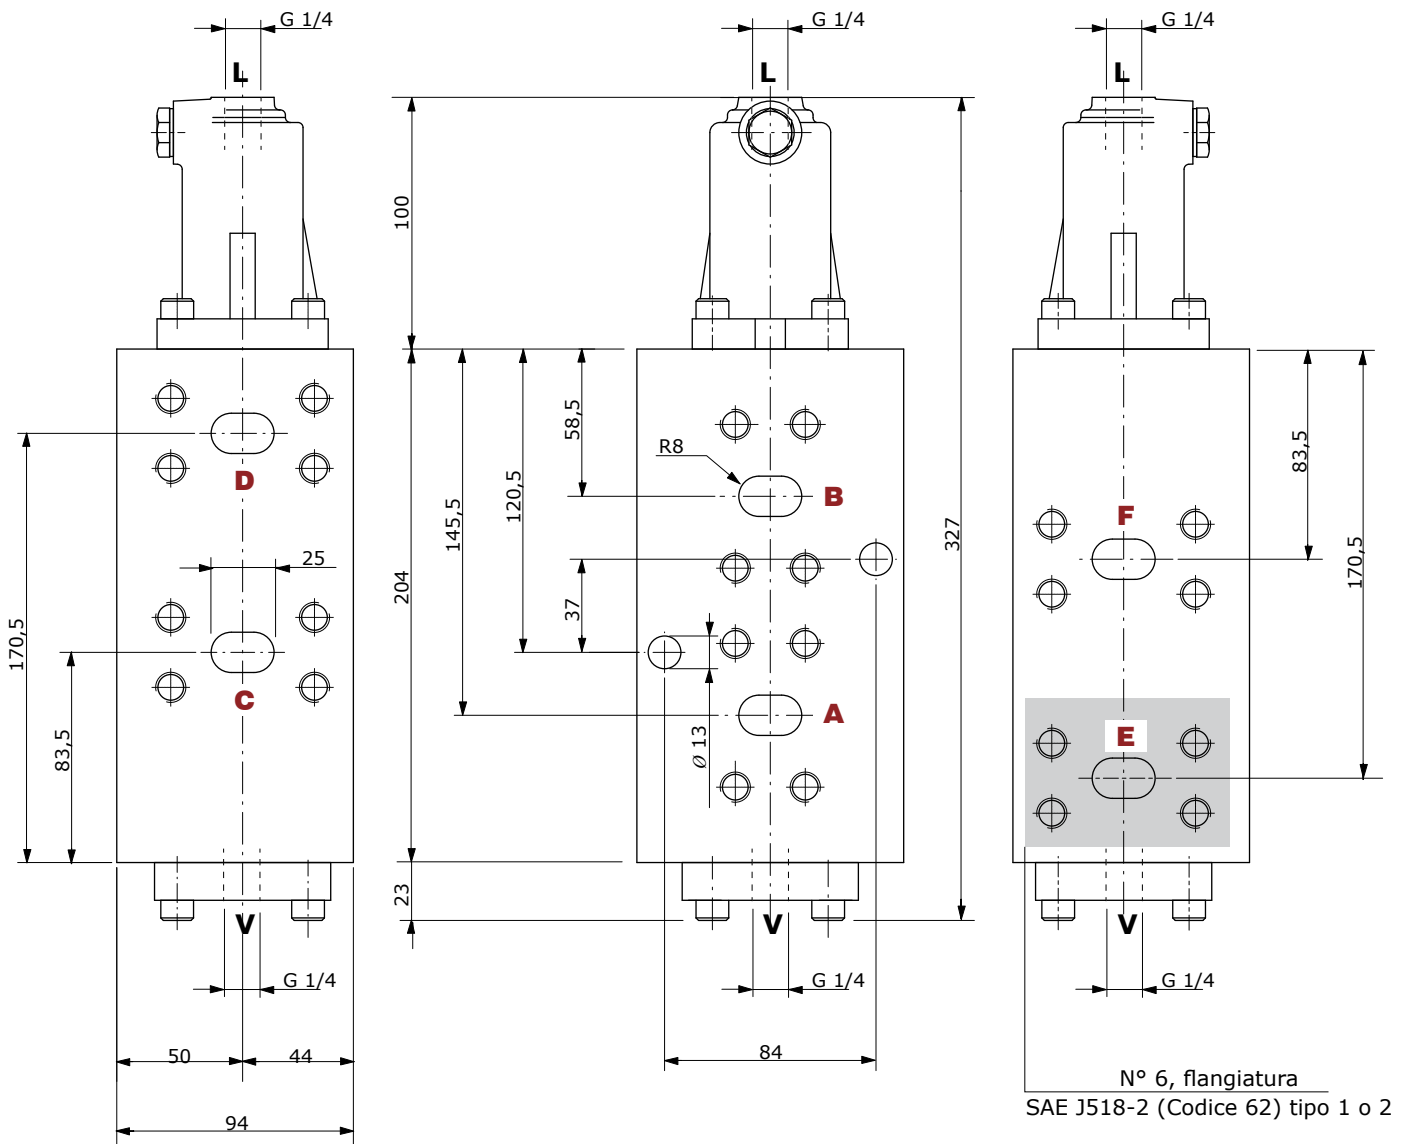 G 1/4
G 1/4
G 1/4
L
L
L
100
58,5
R8
120,5
145,5
B
D
83,5
F
170,5
327
25
204
37
170,5
C
A
Ø 13
E
83,5
23
V
V
V
G 1/4
G 1/4
G 1/4
50
44
84
94
N° 6, flangiatura
SAE J518-2 (Codice 62) tipo 1 o 2